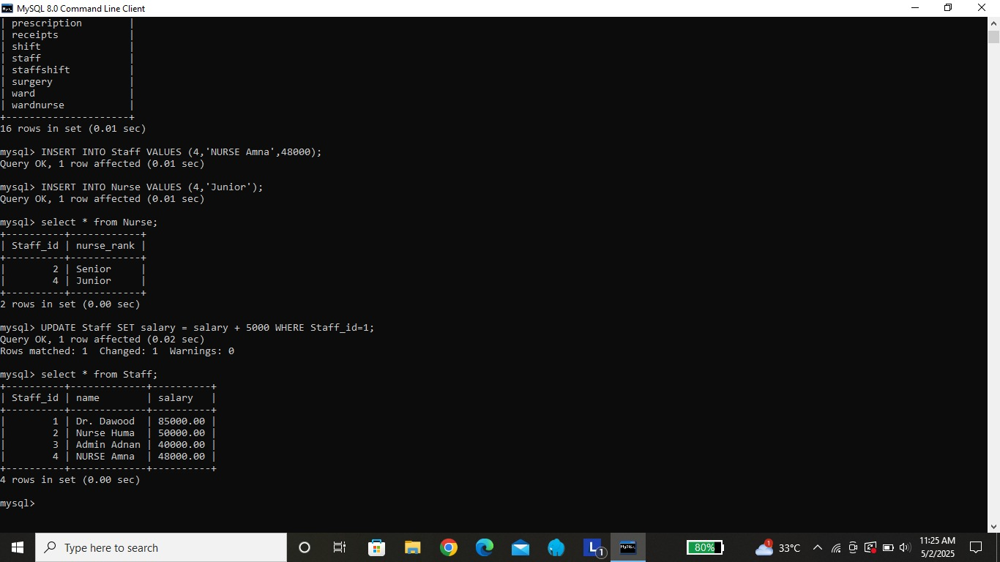 MySQL 8.0 Command Line Client
| prescription        |
| receipts            |
| shift               |
| staff               |
| staffshift          |
| surgery             |
| ward                |
| wardnurse           |
+---------------------+
16 rows in set (0.01 sec)
mysql> INSERT INTO Staff VALUES (4,'NURSE Amna',48000);
Query OK, 1 row affected (0.01 sec)
mysql> INSERT INTO Nurse VALUES (4,'Junior');
Query OK, 1 row affected (0.01 sec)
mysql> select * from Nurse;
+----------+------------+
| Staff_id | nurse_rank |
+----------+------------+
|        2 | Senior     |
|        4 | Junior     |
+----------+------------+
2 rows in set (0.00 sec)
mysql> UPDATE Staff SET salary = salary + 5000 WHERE Staff_id=1;
Query OK, 1 row affected (0.02 sec)
Rows matched: 1  Changed: 1  Warnings: 0
mysql> select * from Staff;
+----------+-------------+----------+
| Staff_id | name        | salary   |
+----------+-------------+----------+
|        1 | Dr. Dawood  | 85000.00 |
|        2 | Nurse Huma  | 50000.00 |
|        3 | Admin Adnan | 40000.00 |
|        4 | NURSE Amna  | 48000.00 |
+----------+-------------+----------+
4 rows in set (0.00 sec)
mysql>
Type here to search
L 1
80%
1
33°C
11:25 AM
5/2/2025